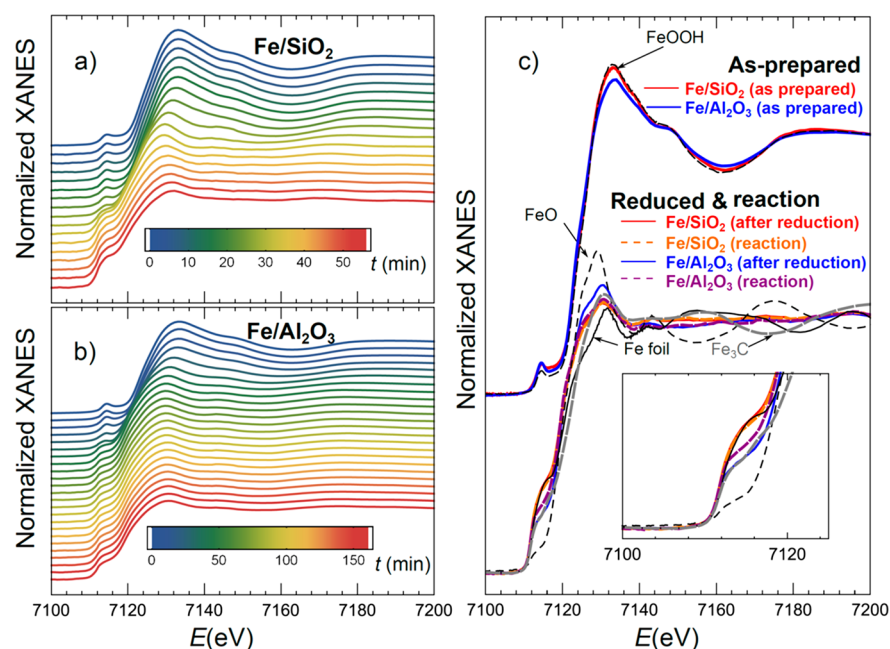 a)
Fe/SiO₂
Normalized XANES
0 10 20 30 40 50 t (min)
b)
Fe/Al₂O₃
Normalized XANES
0 50 100 150 t (min)
7100 7120 7140 7160 7180 7200
E(eV)
c)
FeOOH
As-prepared
Fe/SiO₂ (as prepared)
Fe/Al₂O₃ (as prepared)
Normalized XANES
FeO
Reduced & reaction
Fe/SiO₂ (after reduction)
Fe/SiO₂ (reaction)
Fe/Al₂O₃ (after reduction)
Fe/Al₂O₃ (reaction)
Fe foil
Fe₃C
7100 7120
7100 7120 7140 7160 7180 7200
E(eV)